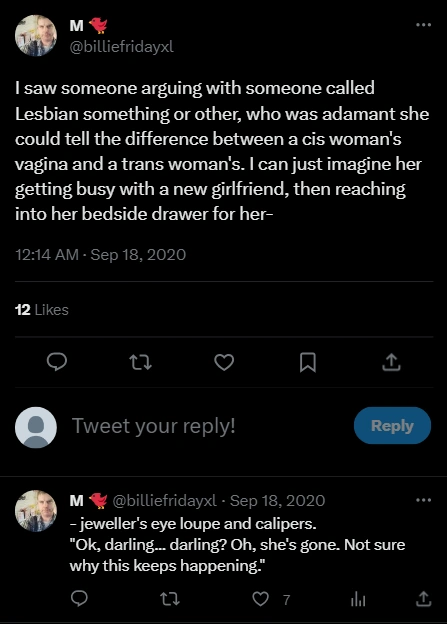 M
@billiefridayxl
I saw someone arguing with someone called
Lesbian something or other, who was adamant she
could tell the difference between a cis woman's
vagina and a trans woman's. I can just imagine her
getting busy with a new girlfriend, then reaching
into her bedside drawer for her-
12:14 AM · Sep 18, 2020
12 Likes
Tweet your reply!
Reply
M @billiefridayxl · Sep 18, 2020
- jeweller's eye loupe and calipers.
"Ok, darling... darling? Oh, she's gone. Not sure
why this keeps happening."
7